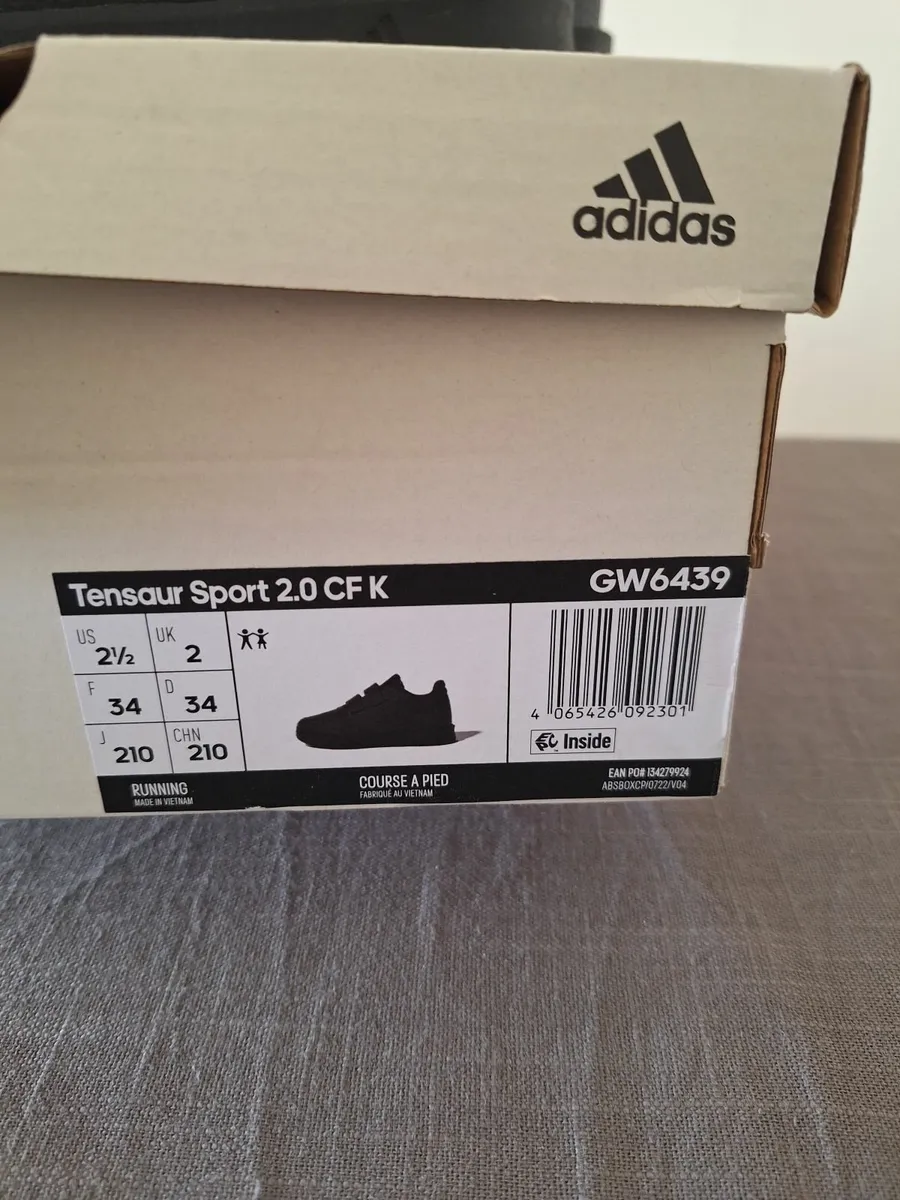 adidas
Tensaur Sport 2.0 CF K
GW6439
US 2½
UK 2
F 34
D 34
J 210
CHN 210
4 065426 092301
Inside
RUNNING
MADE IN VIETNAM
COURSE A PIED
FABRIQUÉ AU VIETNAM
EAN PO# 134279924
ABSBOXCP/0722/V04